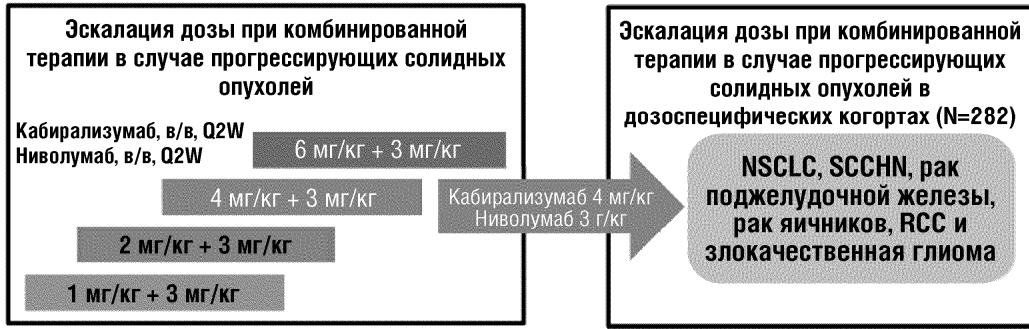 Эскалация дозы при комбинированной
терапии в случае прогрессирующих солидных
опухолей
Кабирализумаб, в/в, Q2W
Ниволумаб, в/в, Q2W
6 мг/кг + 3 мг/кг
4 мг/кг + 3 мг/кг
2 мг/кг + 3 мг/кг
1 мг/кг + 3 мг/кг
Кабирализумаб 4 мг/кг
Ниволумаб 3 г/кг
Эскалация дозы при комбинированной
терапии в случае прогрессирующих
солидных опухолей в
дозоспецифических когортах (N=282)
NSCLC, SCCHN, рак
поджелудочной железы,
рак яичников, RCC и
злокачественная глиома